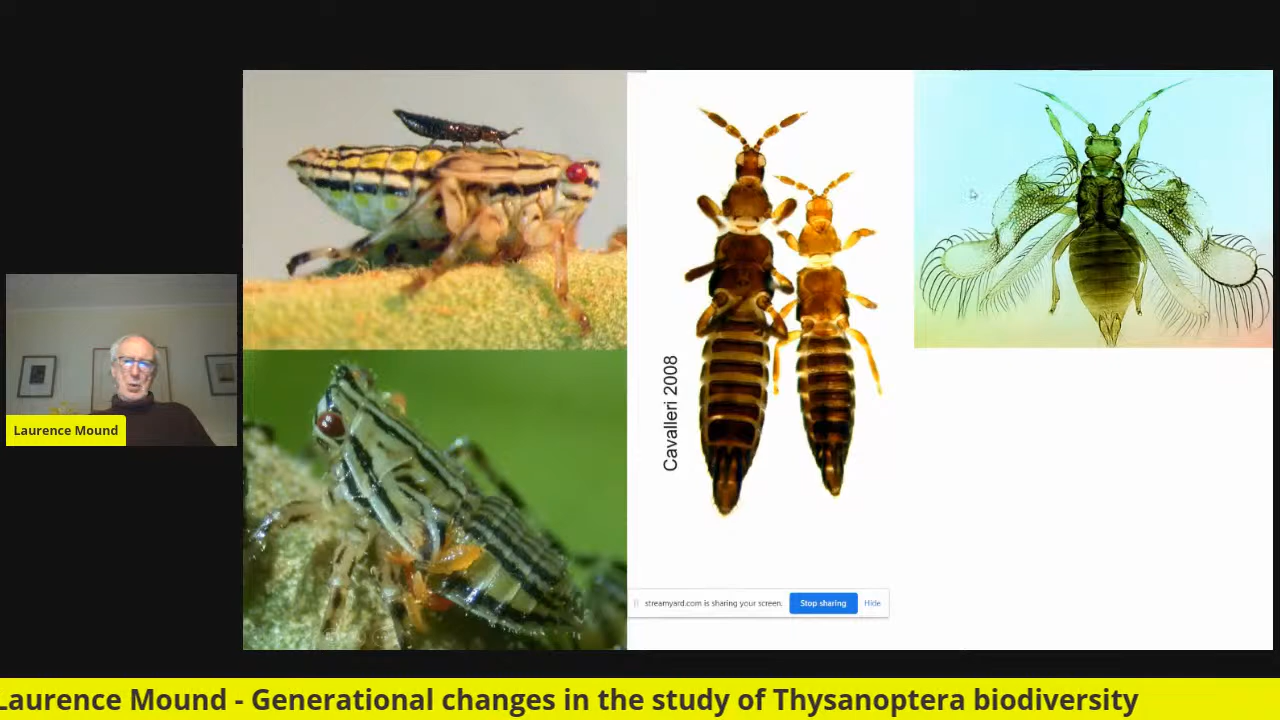 Laurence Mound
Cavalleri 2008
streamyard.com is sharing your screen.
Stop sharing
Hide
Laurence Mound - Generational changes in the study of Thysanoptera biodiversity